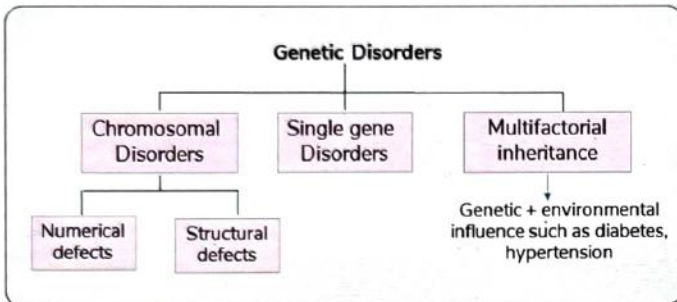 Genetic Disorders
Chromosomal
Disorders
Single gene
Disorders
Multifactorial
inheritance
Numerical
defects
Structural
defects
Genetic + environmental
influence such as diabetes,
hypertension